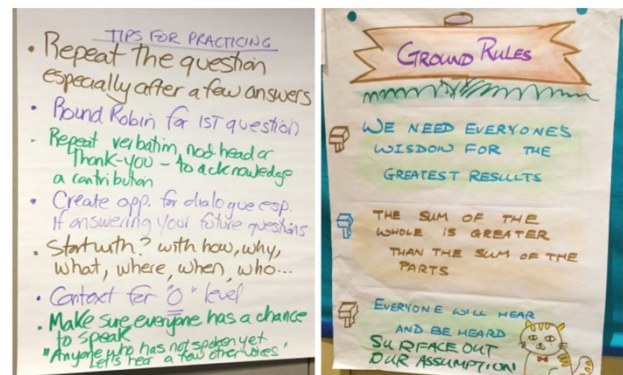 TIPS FOR PRACTICING
• Repeat the question
especially after a few answers
• Round Robin for 1ST question
• Repeat verbatim, nod head or
Thank-you - to acknowledge
a contribution
• Create opp. for dialogue esp.
if answering your future questions
• Start with ? with how, why,
what, where, when, who...
• Context for "O" level
• Make sure everyone has a chance
to speak
"Anyone who has not spoken yet
Let's hear a few other voices'
GROUND RULES
WE NEED EVERYONE'S
WISDOM FOR THE
GREATEST RESULTS
THE SUM OF THE
WHOLE IS GREATER
THAN THE SUM OF THE
PARTS
EVERYONE WILL HEAR
AND BE HEARD
SURFACE OUT
OUR ASSUMPTION